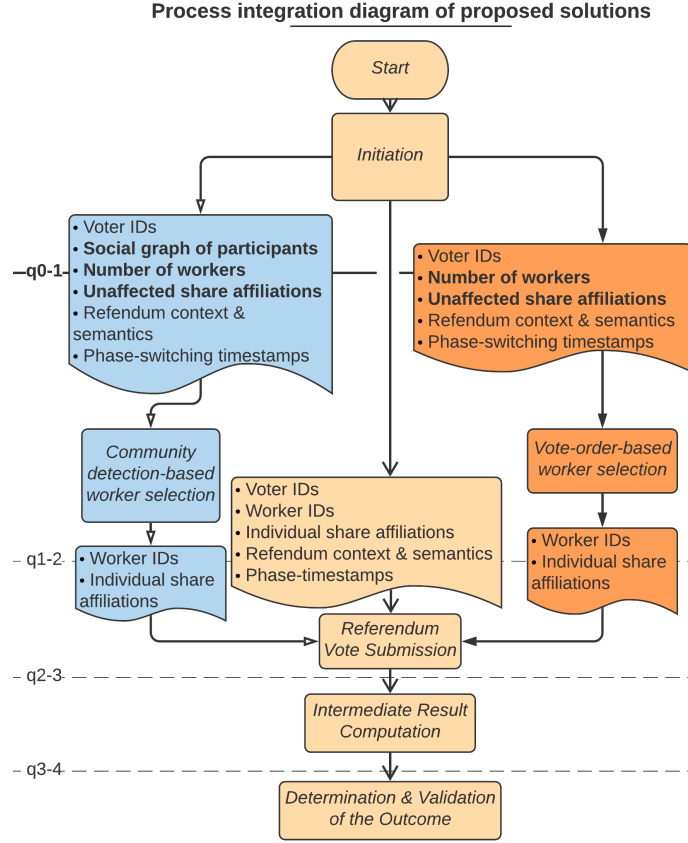 Process integration diagram of proposed solutions
Start
Initiation
q0-1
• Voter IDs
• Social graph of participants
• Number of workers
• Unaffected share affiliations
• Refendum context &
semantics
• Phase-switching timestamps
• Voter IDs
• Number of workers
• Unaffected share affiliations
• Refendum context & semantics
• Phase-switching timestamps
Community
detection-based
worker selection
Vote-order-based
worker selection
• Voter IDs
• Worker IDs
• Individual share affiliations
• Refendum context & semantics
• Phase-timestamps
q1-2
• Worker IDs
• Individual share
affiliations
• Worker IDs
• Individual share
affiliations
Referendum
Vote Submission
q2-3
Intermediate Result
Computation
q3-4
Determination & Validation
of the Outcome